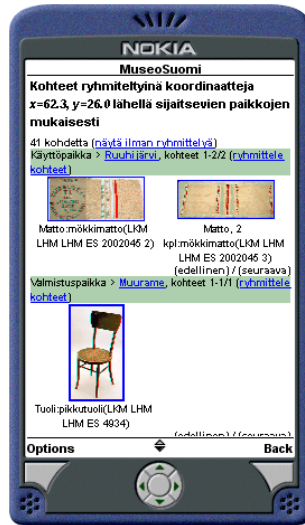 NOKIA
MuseoSuomi
Kohteet ryhmiteltyinä koordinaatteja
x=62.3, y=26.0 lähellä sijaitsevien paikkojen
mukaisesti
41 kohdetta (näytä ilman ryhmittelyä)
Käyttöpaikka > Ruuhijärvi, kohteet 1-2/2 (ryhmittele
kohteet)
Matto:mökkimatto(LKM
LHM LHM ES 2002045 2)
Matto, 2
kpl:mökkimatto(LKM LHM
LHM ES 2002045 3)
(edellinen) / (seuraava)
Valmistuspaikka > Muurame, kohteet 1-1/1 (ryhmittele
kohteet)
Tuoli:pikkutuoli(LKM LHM
LHM ES 4934)
(edellinen) / (seuraava)
Options
Back